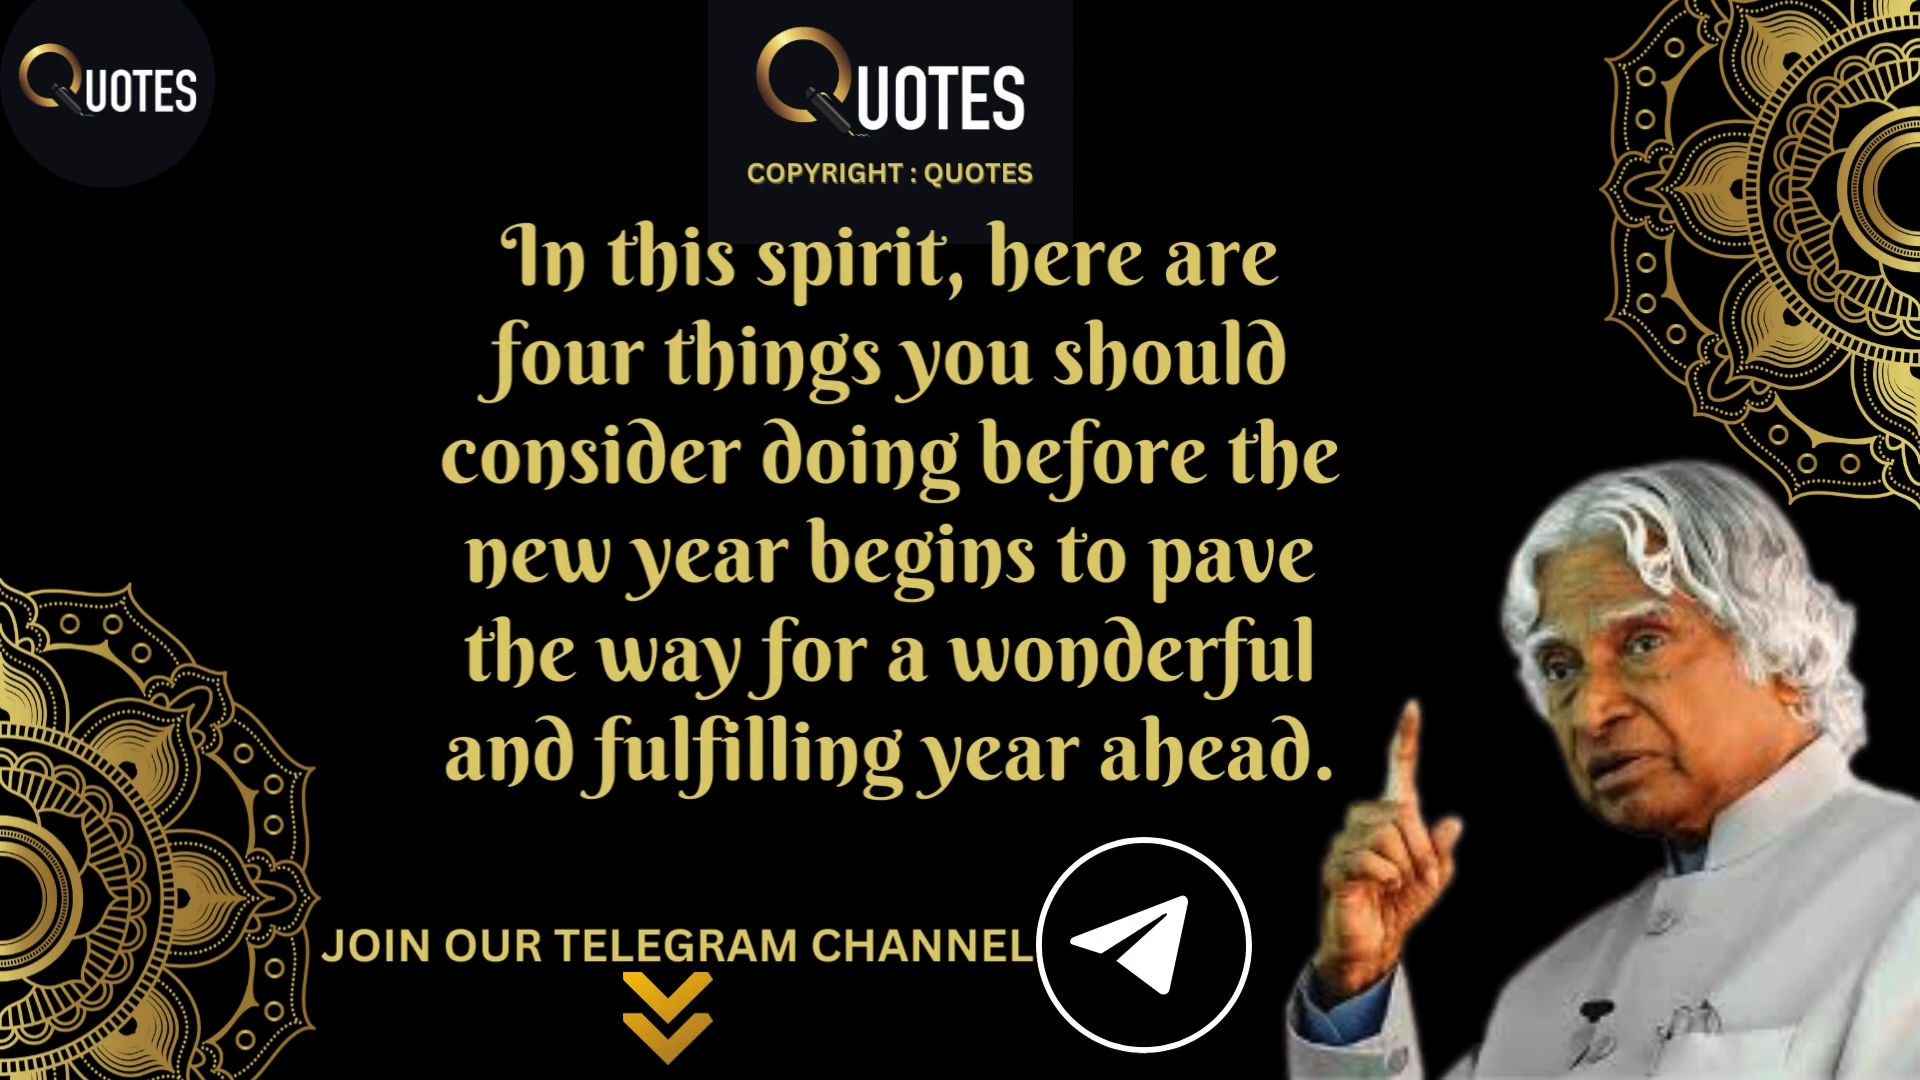 QUOTES
QUOTES
COPYRIGHT : QUOTES
In this spirit, here are
four things you should
consider doing before the
new year begins to pave
the way for a wonderful
and fulfilling year ahead.
JOIN OUR TELEGRAM CHANNEL